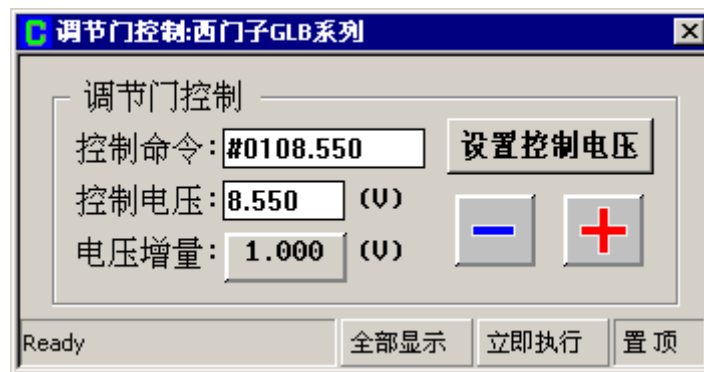 调节门控制:西门子GLB系列
调节门控制
控制命令: #0108.550 设置控制电压
控制电压: 8.550 (V)
电压增量: 1.000 (V)
Ready 全部显示 立即执行 置顶